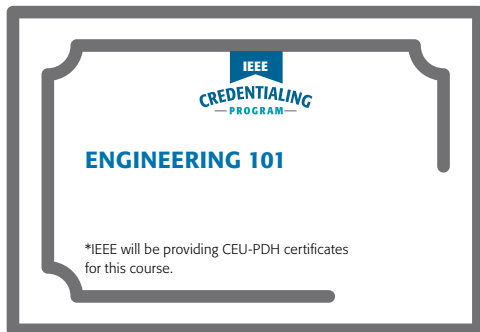 IEEE
CREDENTIALING
PROGRAM
ENGINEERING 101
*IEEE will be providing CEU-PDH certificates
for this course.